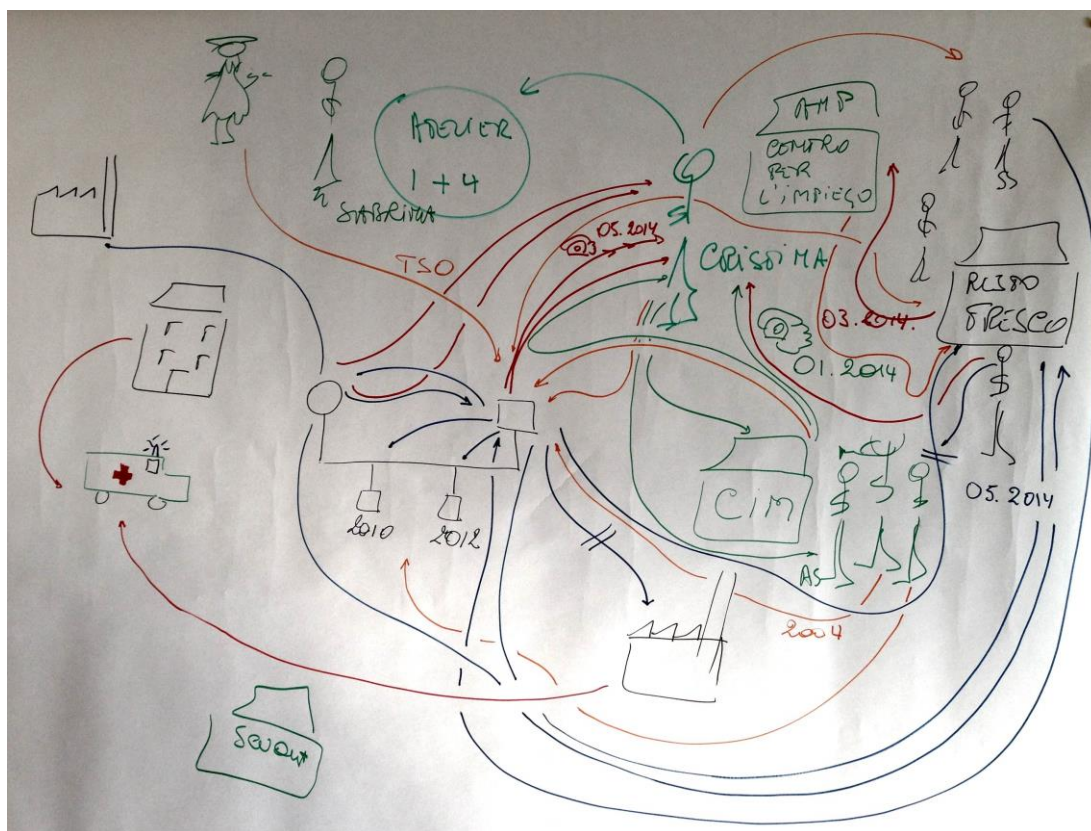 ATELIER
1 + 4
SABRINA
AMP
CENTRO
PER
L'IMPIEGO
TSO
05.2014
CRISTINA
RISTO
FRESCO
03.2014.
01.2014
05.2014
CIM
2010
2012
AS
2004